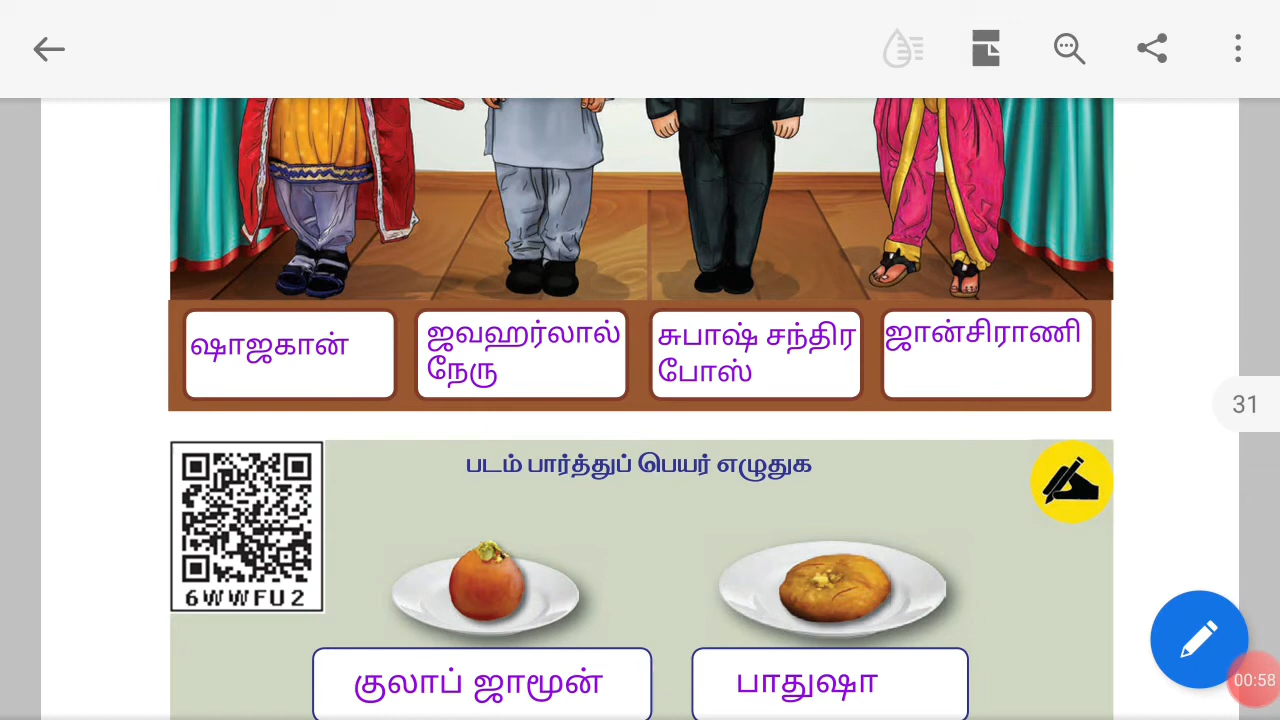 ஷாஜகான்
ஜவஹர்லால்
நேரு
சுபாஷ் சந்திர
போஸ்
ஜான்சிராணி
31
படம் பார்த்துப் பெயர் எழுதுக
6WWFU2
குலாப் ஜாமூன்
பாதுஷா
00:58